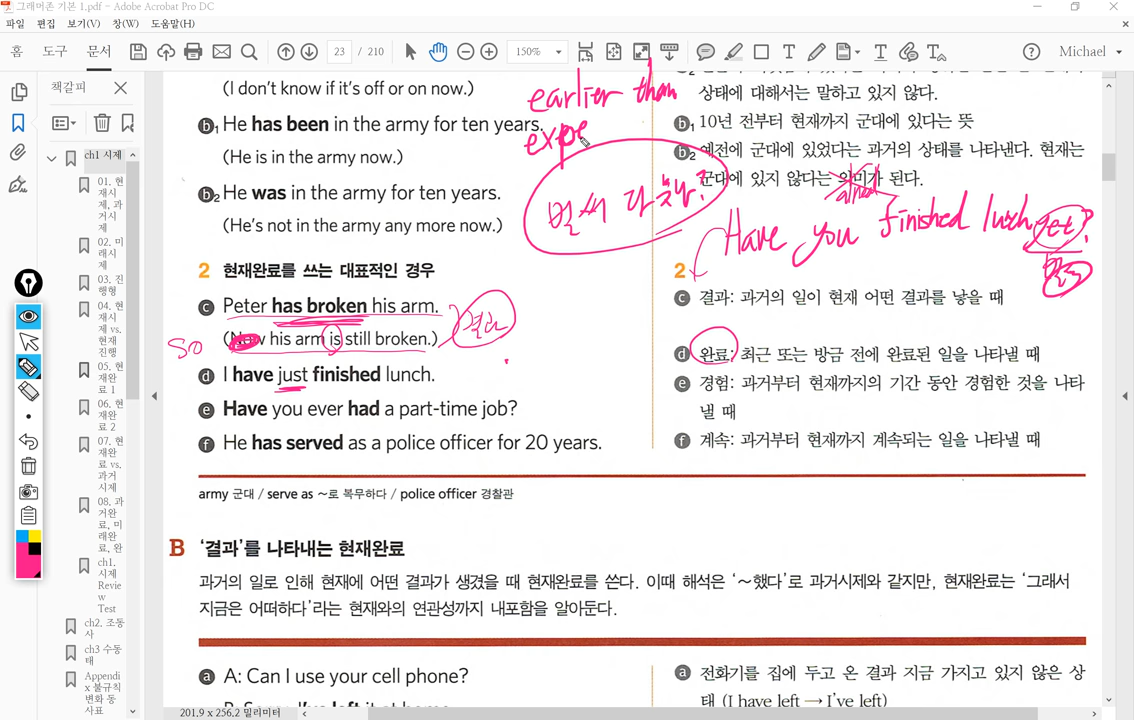 그래머존 기본 1.pdf - Adobe Acrobat Pro DC
파일 편집 보기(V) 창(W) 도움말(H)
홈 도구 문서 23 / 210 150% Michael
책갈피
ch1 시제
01. 현재시제, 과거시제
02. 미래시제
03. 진행형
04. 현재시제 vs. 현재진행
05. 현재완료 1
06. 현재완료 2
07. 현재완료 vs. 과거시제
08. 과거완료, 미래완료, 완
ch1. 시제 Review Test
ch2. 조동사
ch3 수동태
Appendix 불규칙 변화 동사표
(I don't know if it's off or on now.)
b1 He has been in the army for ten years.
(He is in the army now.)
b2 He was in the army for ten years.
(He's not in the army any more now.)
earlier than
expe
벌써 다 했냐?
상태에 대해서는 말하고 있지 않다.
b1 10년 전부터 현재까지 군대에 있다는 뜻
b2 예전에 군대에 있었다는 과거의 상태를 나타낸다. 현재는
군대에 있지 않다는 의미가 된다.
Have you finished lunch yet?
2 현재완료를 쓰는 대표적인 경우
c Peter has broken his arm.
so (Now his arm is still broken.) 결과
d I have just finished lunch.
e Have you ever had a part-time job?
f He has served as a police officer for 20 years.
2
c 결과: 과거의 일이 현재 어떤 결과를 낳을 때
d 완료: 최근 또는 방금 전에 완료된 일을 나타낼 때
e 경험: 과거부터 현재까지의 기간 동안 경험한 것을 나타
낼 때
f 계속: 과거부터 현재까지 계속되는 일을 나타낼 때
army 군대 / serve as ~로 복무하다 / police officer 경찰관
B '결과'를 나타내는 현재완료
과거의 일로 인해 현재에 어떤 결과가 생겼을 때 현재완료를 쓴다. 이때 해석은 '~했다'로 과거시제와 같지만, 현재완료는 '그래서
지금은 어떠하다'라는 현재와의 연관성까지 내포함을 알아둔다.
a A: Can I use your cell phone?
a 전화기를 집에 두고 온 결과 지금 가지고 있지 않은 상
태 (I have left → I've left)
201.9 x 256.2 밀리미터